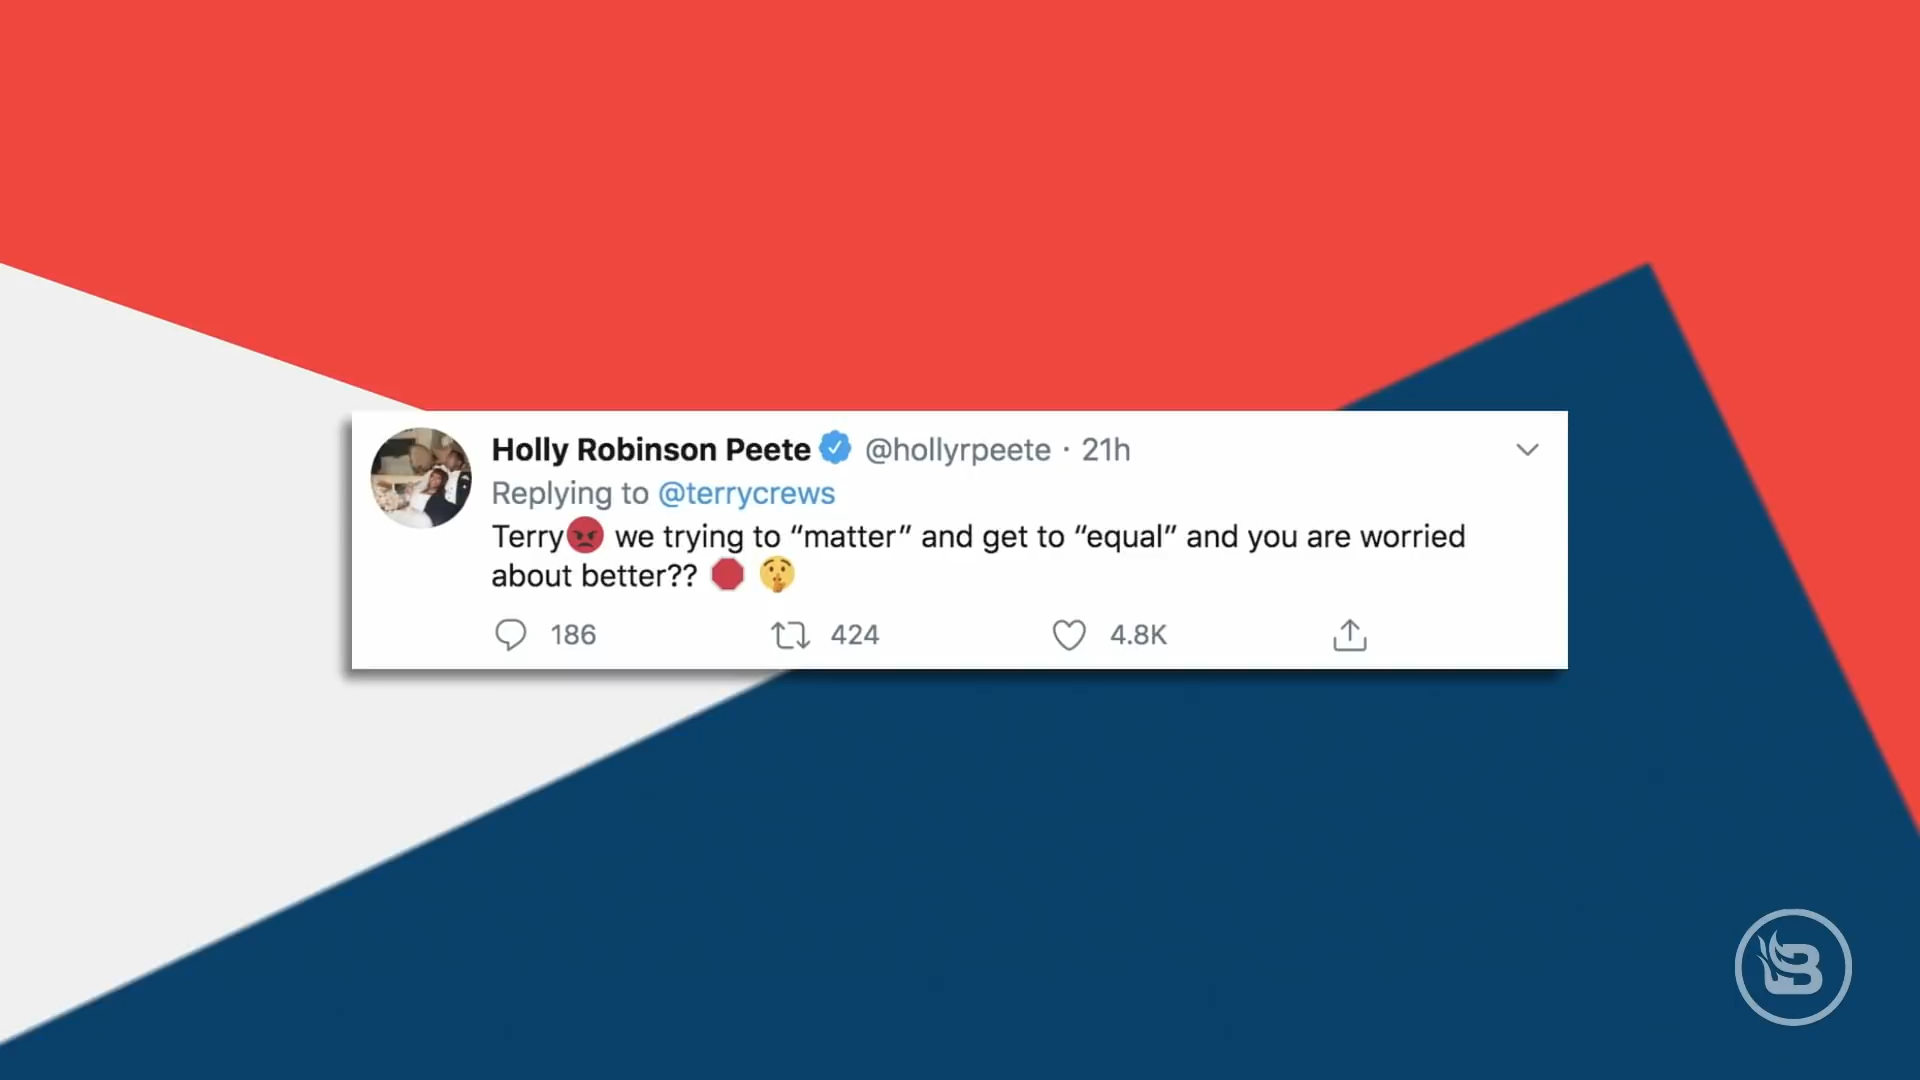 Holly Robinson Peete @hollyrpeete · 21h
Replying to @terrycrews
Terry😡 we trying to “matter” and get to “equal” and you are worried
about better?? 🛑 🤫
186 424 4.8K
B